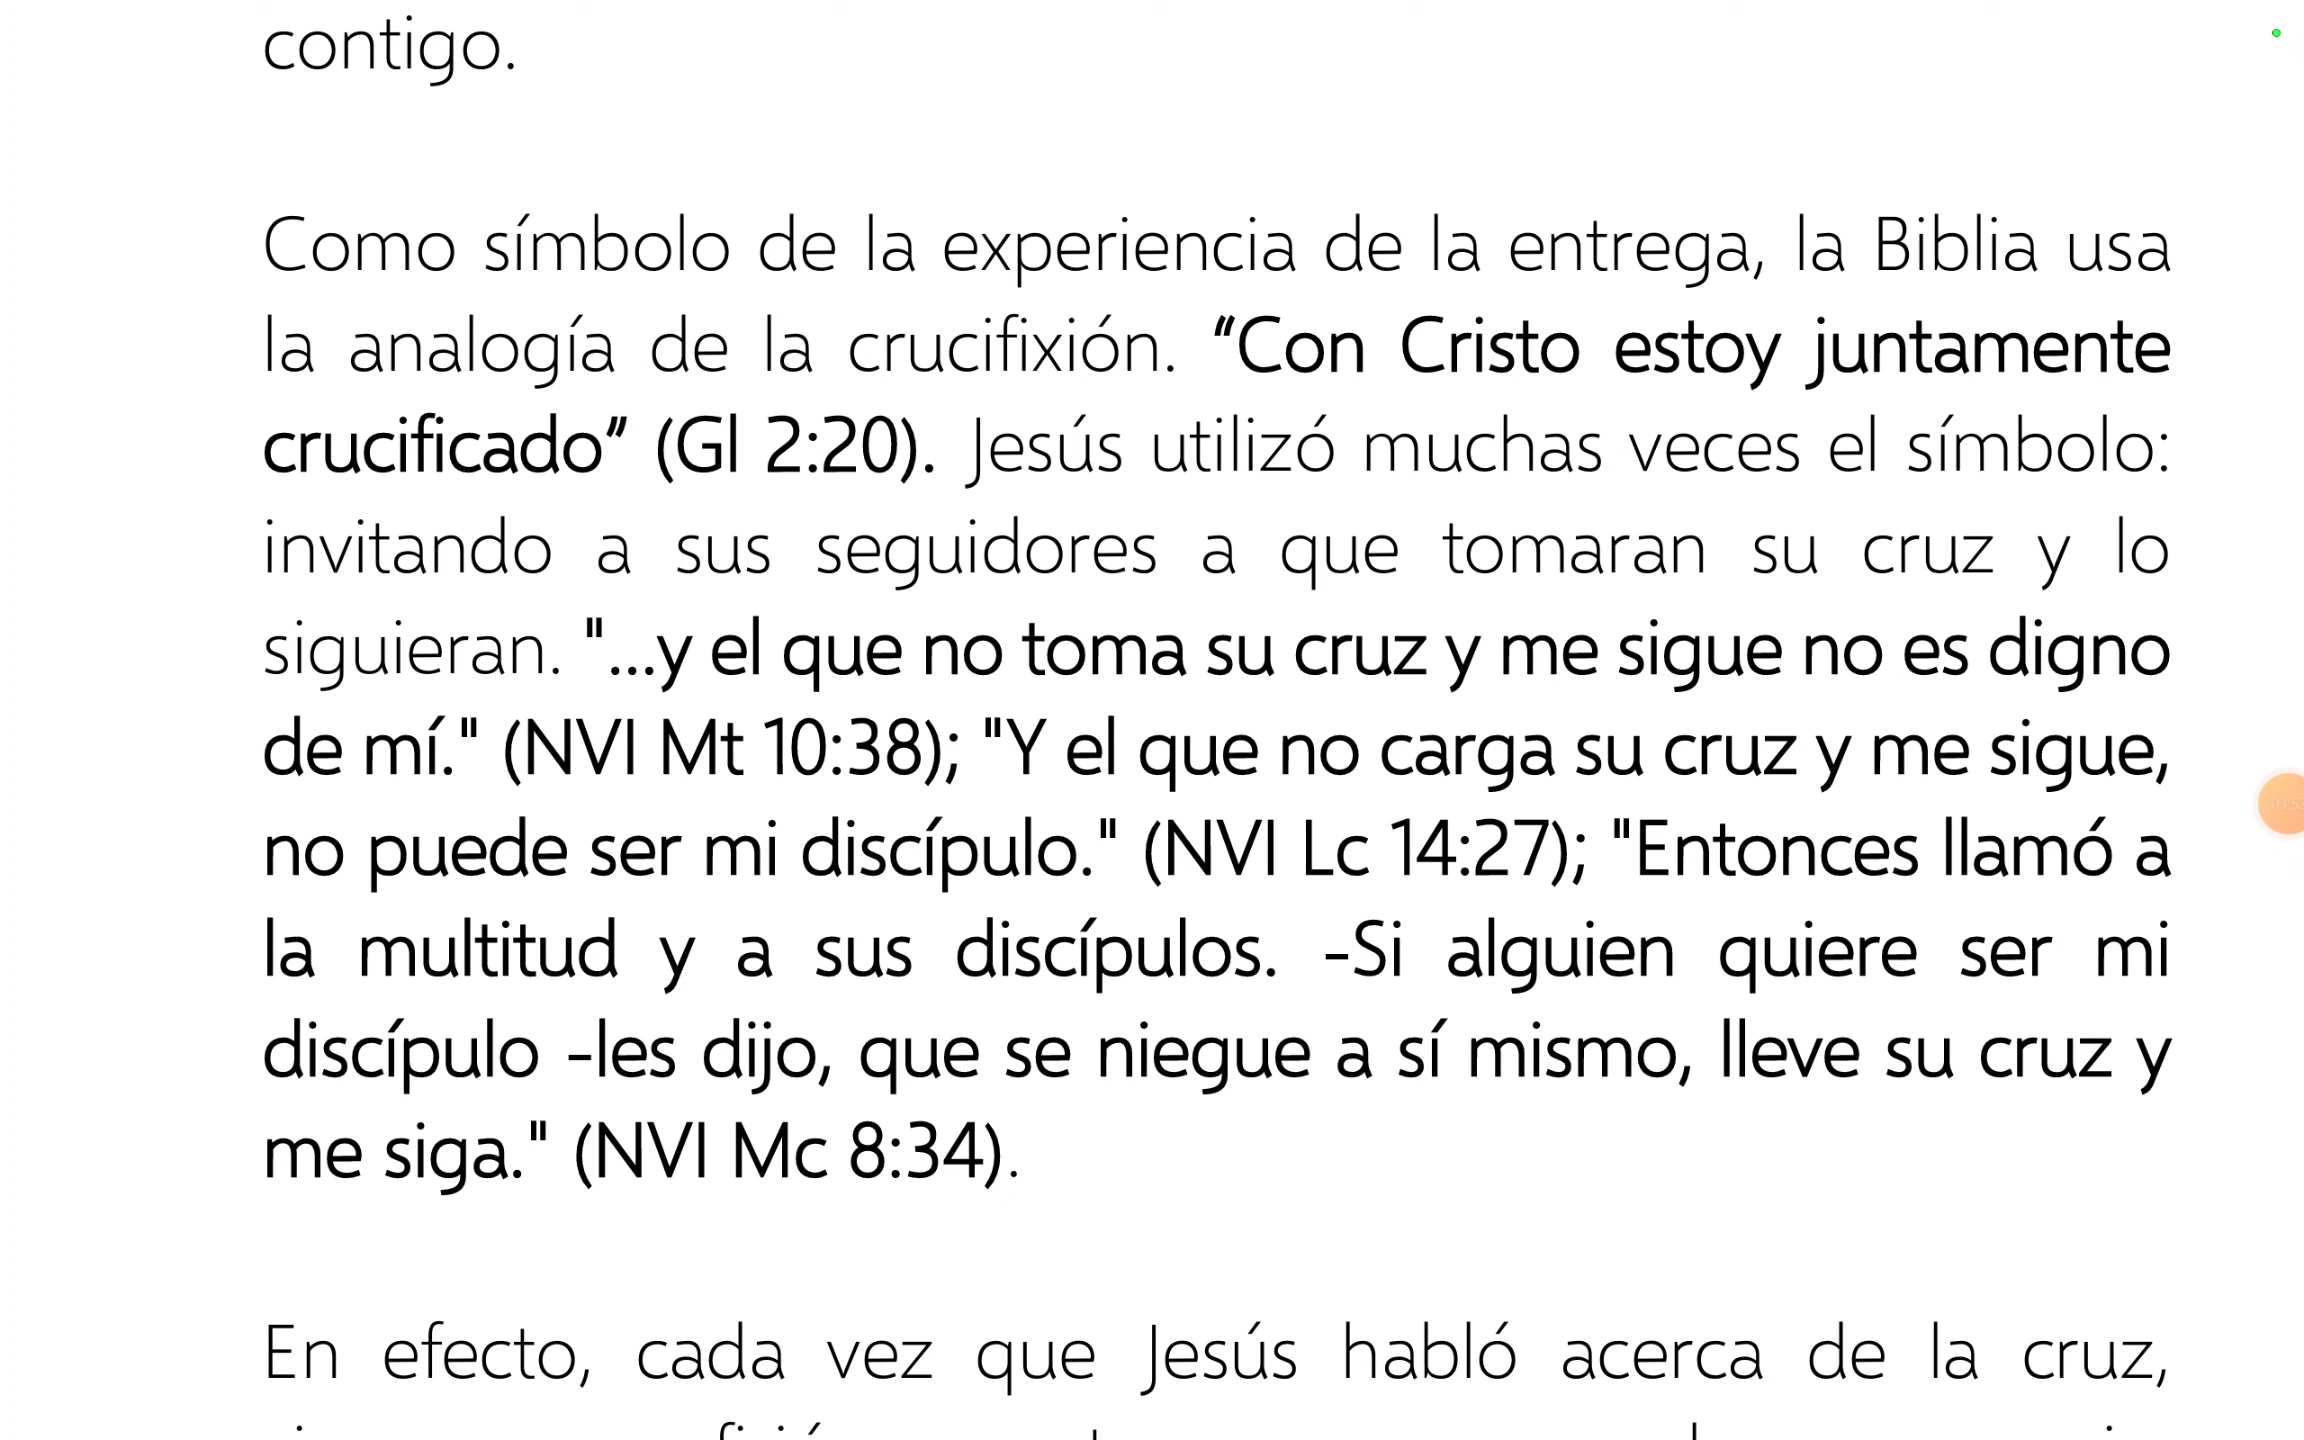 contigo.
Como símbolo de la experiencia de la entrega, la Biblia usa
la analogía de la crucifixión. “Con Cristo estoy juntamente
crucificado” (Gl 2:20). Jesús utilizó muchas veces el símbolo:
invitando a sus seguidores a que tomaran su cruz y lo
siguieran. "...y el que no toma su cruz y me sigue no es digno
de mí." (NVI Mt 10:38); "Y el que no carga su cruz y me sigue,
no puede ser mi discípulo." (NVI Lc 14:27); "Entonces llamó a
la multitud y a sus discípulos. -Si alguien quiere ser mi
discípulo -les dijo, que se niegue a sí mismo, lleve su cruz y
me siga." (NVI Mc 8:34).
En efecto, cada vez que Jesús habló acerca de la cruz,